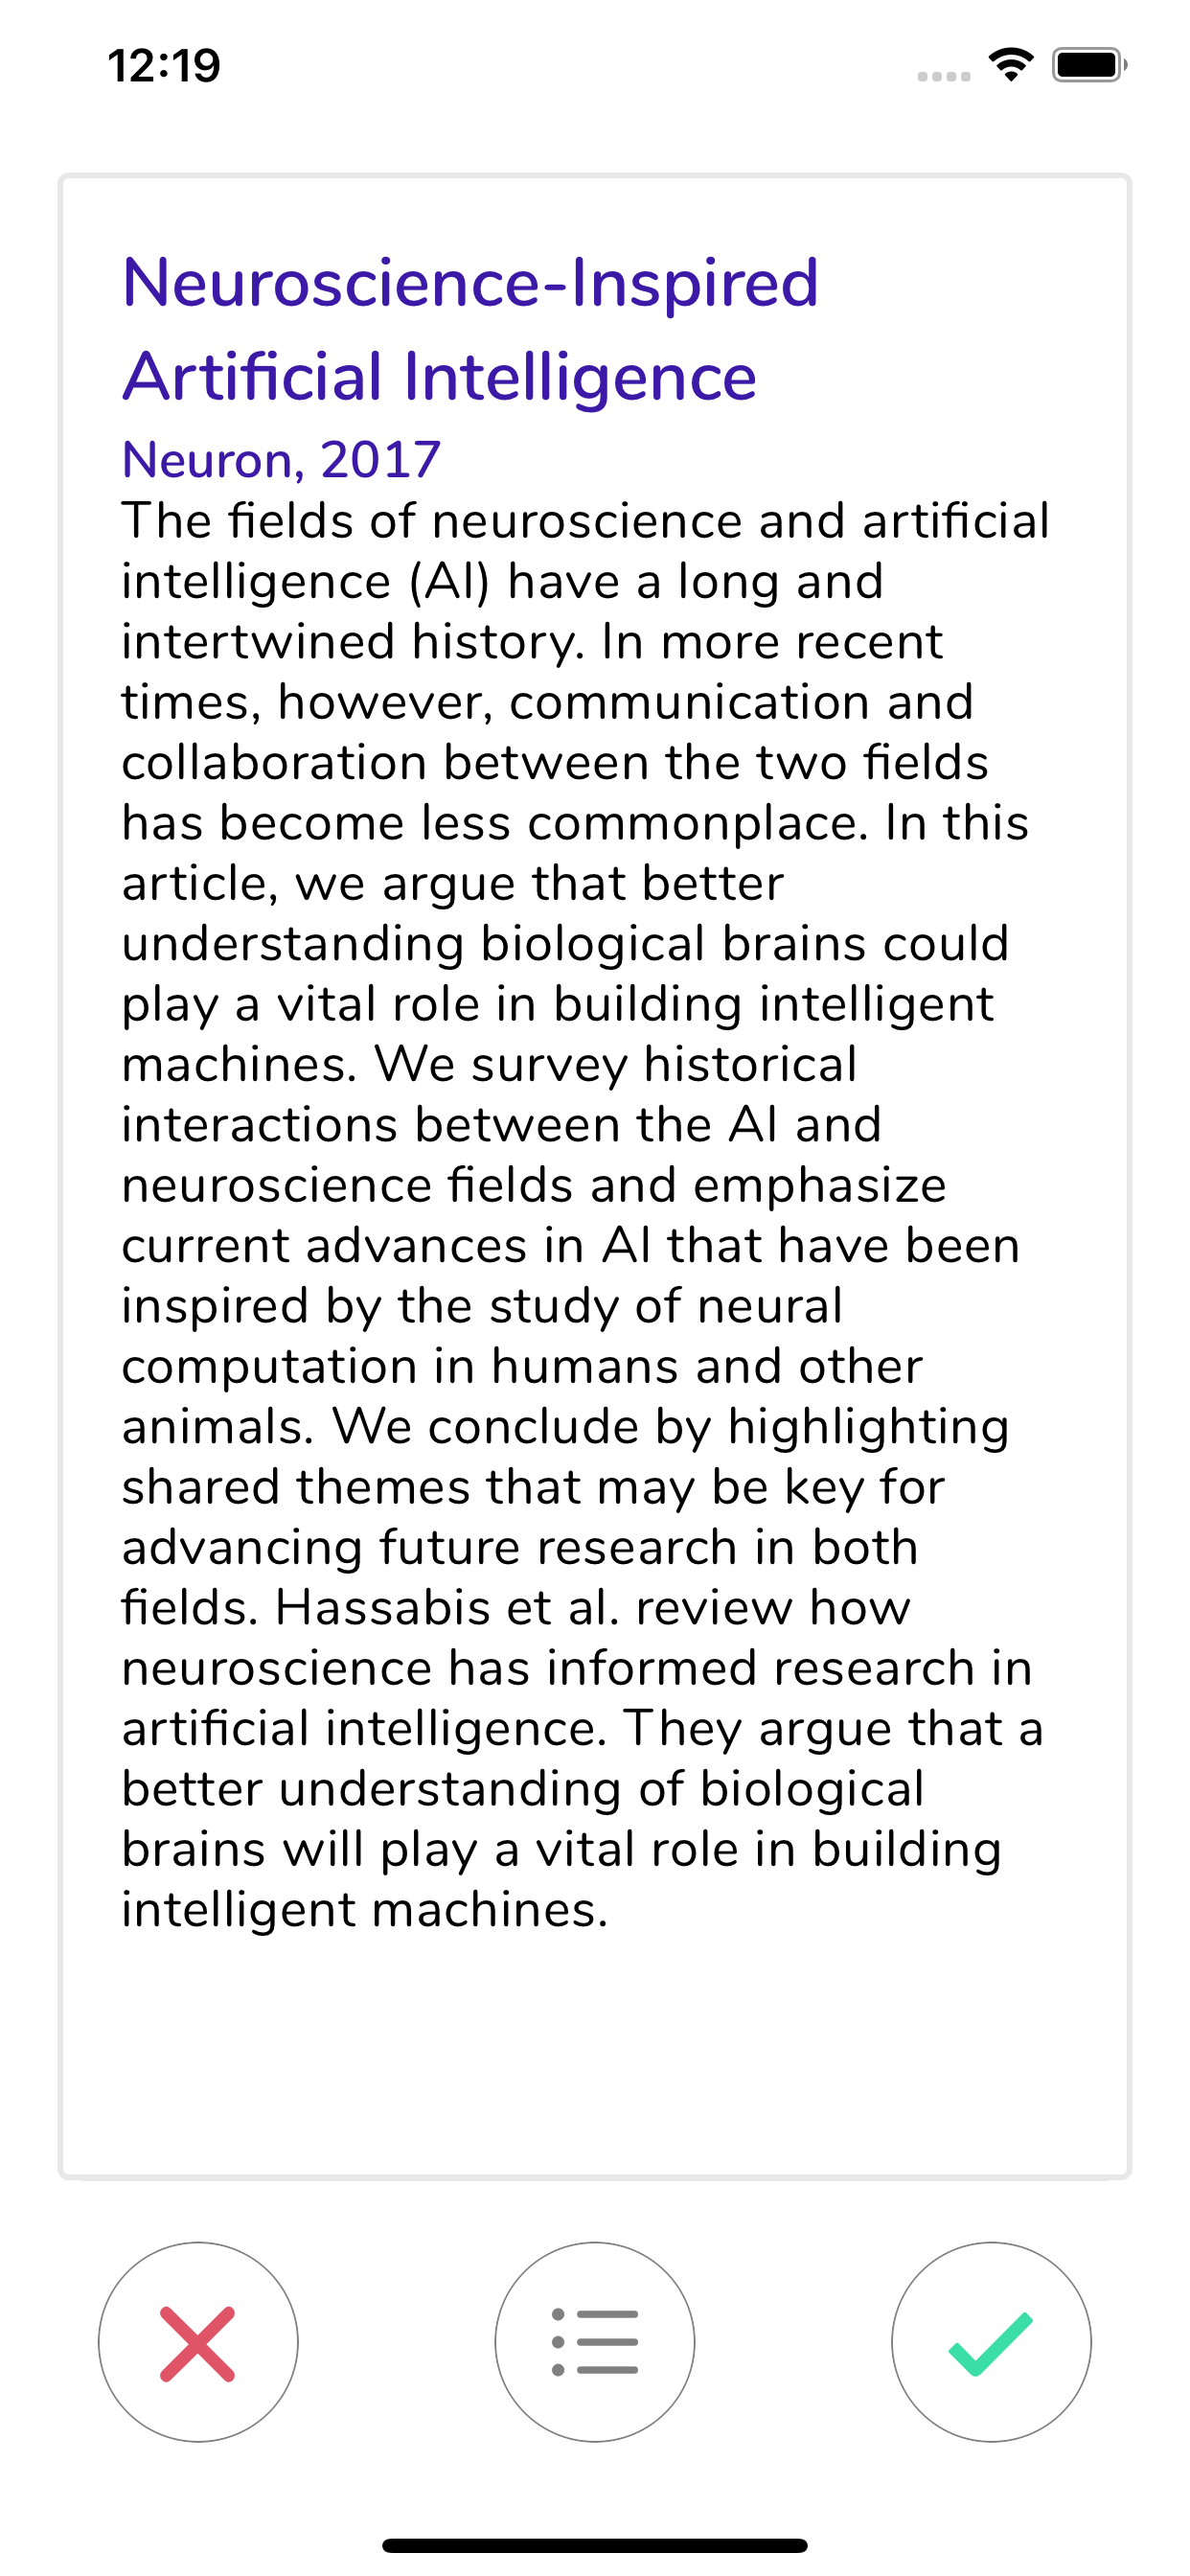 12:19
Neuroscience-Inspired
Artificial Intelligence
Neuron, 2017
The fields of neuroscience and artificial
intelligence (AI) have a long and
intertwined history. In more recent
times, however, communication and
collaboration between the two fields
has become less commonplace. In this
article, we argue that better
understanding biological brains could
play a vital role in building intelligent
machines. We survey historical
interactions between the AI and
neuroscience fields and emphasize
current advances in AI that have been
inspired by the study of neural
computation in humans and other
animals. We conclude by highlighting
shared themes that may be key for
advancing future research in both
fields. Hassabis et al. review how
neuroscience has informed research in
artificial intelligence. They argue that a
better understanding of biological
brains will play a vital role in building
intelligent machines.